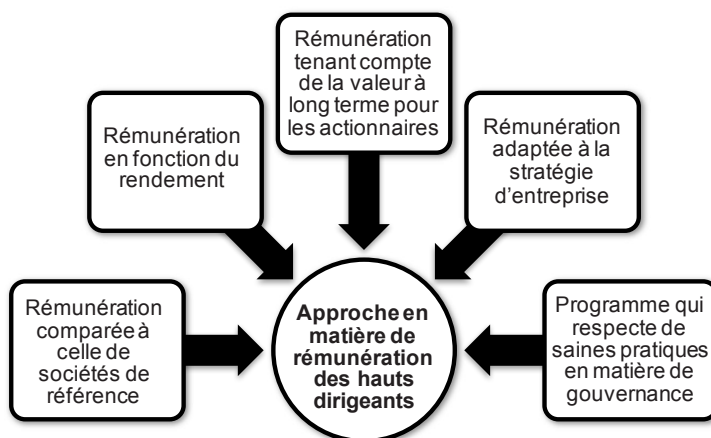 Rémunération
tenant compte
de la valeur à
long terme pour
les actionnaires
Rémunération
en fonction du
rendement
Rémunération
adaptée à la
stratégie
d'entreprise
Rémunération
comparée à
celle de
sociétés de
référence
Approche en
matière de
rémunération
des hauts
dirigeants
Programme qui
respecte de
saines pratiques
en matière de
gouvernance